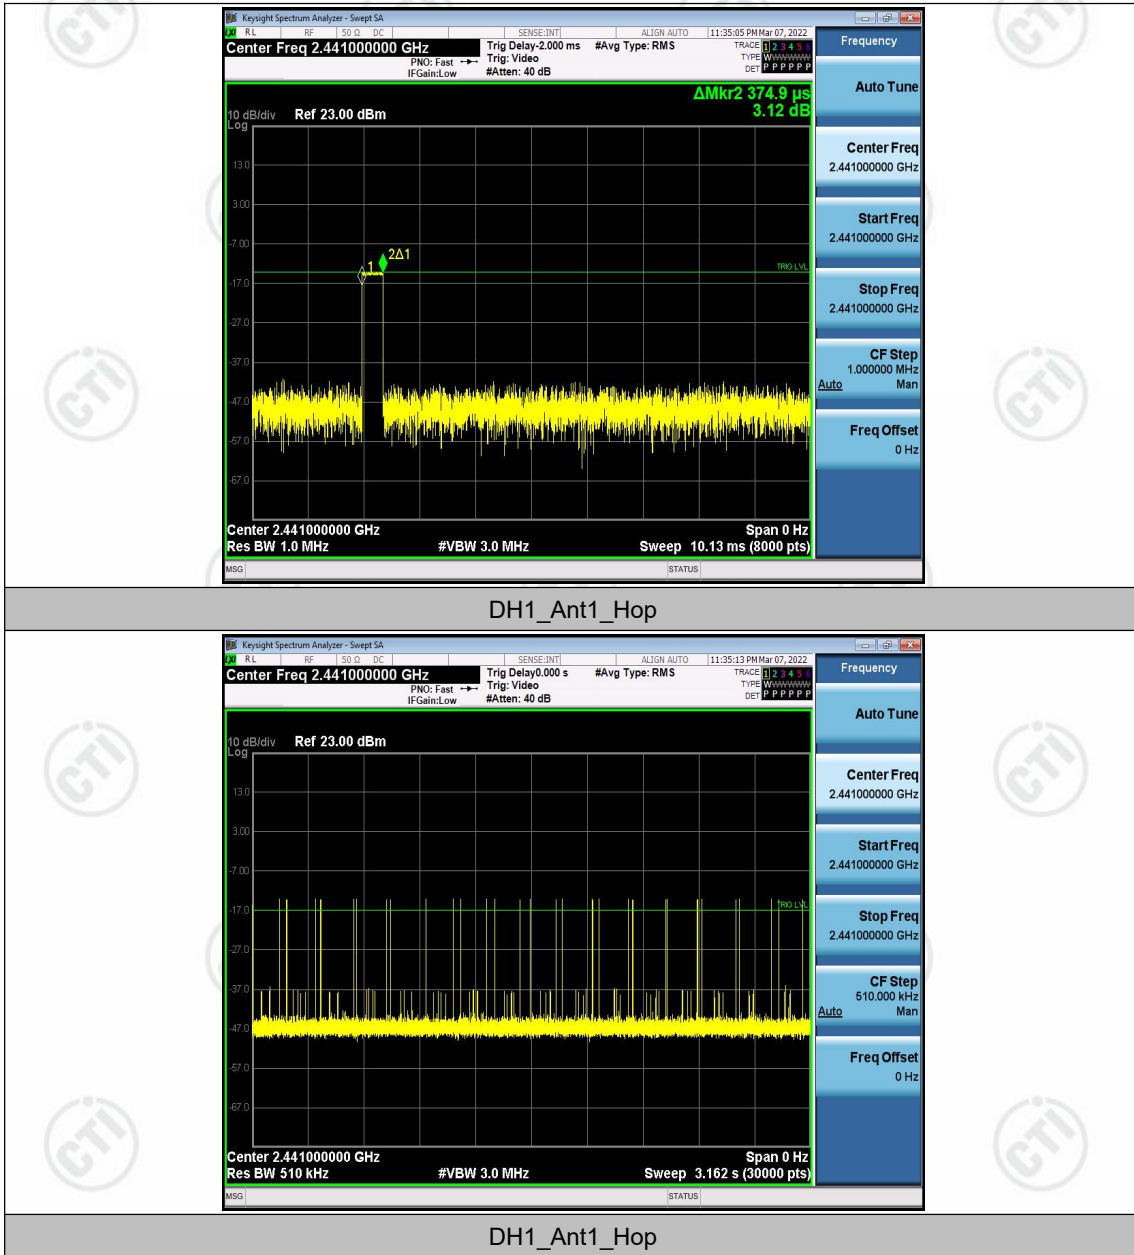 Keysight Spectrum Analyzer - Swept SA
LXI RL RF 50 Ω DC SENSE:INT ALIGN AUTO 11:35:05 PM Mar 07, 2022
Center Freq 2.441000000 GHz
Trig Delay-2.000 ms #Avg Type: RMS TRACE 1 2 3 4 5 6
PNO: Fast Trig: Video TYPE WWWWWW
IFGain:Low #Atten: 40 dB DET P P P P P P
Frequency
Auto Tune
ΔMkr2 374.9 µs
3.12 dB
10 dB/div Ref 23.00 dBm
Log
13.0
3.00
-7.00
-17.0
-27.0
-37.0
-47.0
-57.0
-67.0
1
2Δ1
TRIG LVL
Center Freq
2.441000000 GHz
Start Freq
2.441000000 GHz
Stop Freq
2.441000000 GHz
CF Step
1.000000 MHz
Auto Man
Freq Offset
0 Hz
Center 2.441000000 GHz Span 0 Hz
Res BW 1.0 MHz #VBW 3.0 MHz Sweep 10.13 ms (8000 pts)
MSG STATUS
DH1_Ant1_Hop
Keysight Spectrum Analyzer - Swept SA
LXI RL RF 50 Ω DC SENSE:INT ALIGN AUTO 11:35:13 PM Mar 07, 2022
Center Freq 2.441000000 GHz
Trig Delay0.000 s #Avg Type: RMS TRACE 1 2 3 4 5 6
PNO: Fast Trig: Video TYPE WWWWWW
IFGain:Low #Atten: 40 dB DET P P P P P P
Frequency
Auto Tune
10 dB/div Ref 23.00 dBm
Log
13.0
3.00
-7.00
-17.0
-27.0
-37.0
-47.0
-57.0
-67.0
TRIG LVL
Center Freq
2.441000000 GHz
Start Freq
2.441000000 GHz
Stop Freq
2.441000000 GHz
CF Step
510.000 kHz
Auto Man
Freq Offset
0 Hz
Center 2.441000000 GHz Span 0 Hz
Res BW 510 kHz #VBW 3.0 MHz Sweep 3.162 s (30000 pts)
MSG STATUS
DH1_Ant1_Hop
CTI
CTI
CTI
CTI
CTI
CTI
CTI
CTI